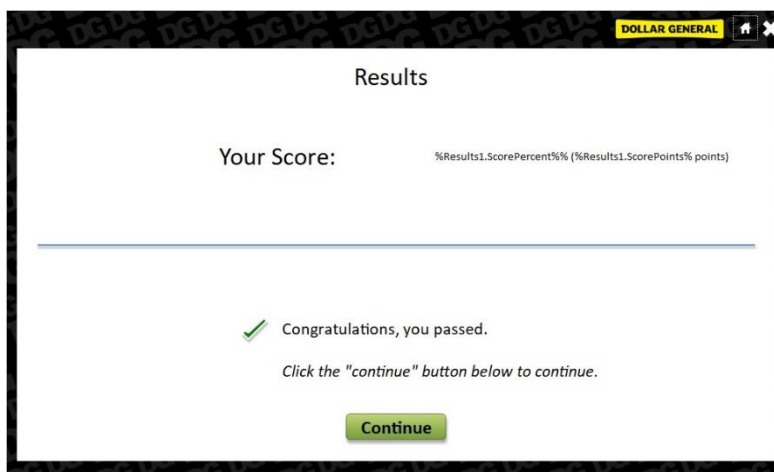 DOLLAR GENERAL
Results
Your Score: %Results1.ScorePercent%% (%Results1.ScorePoints% points)
Congratulations, you passed.
Click the "continue" button below to continue.
Continue